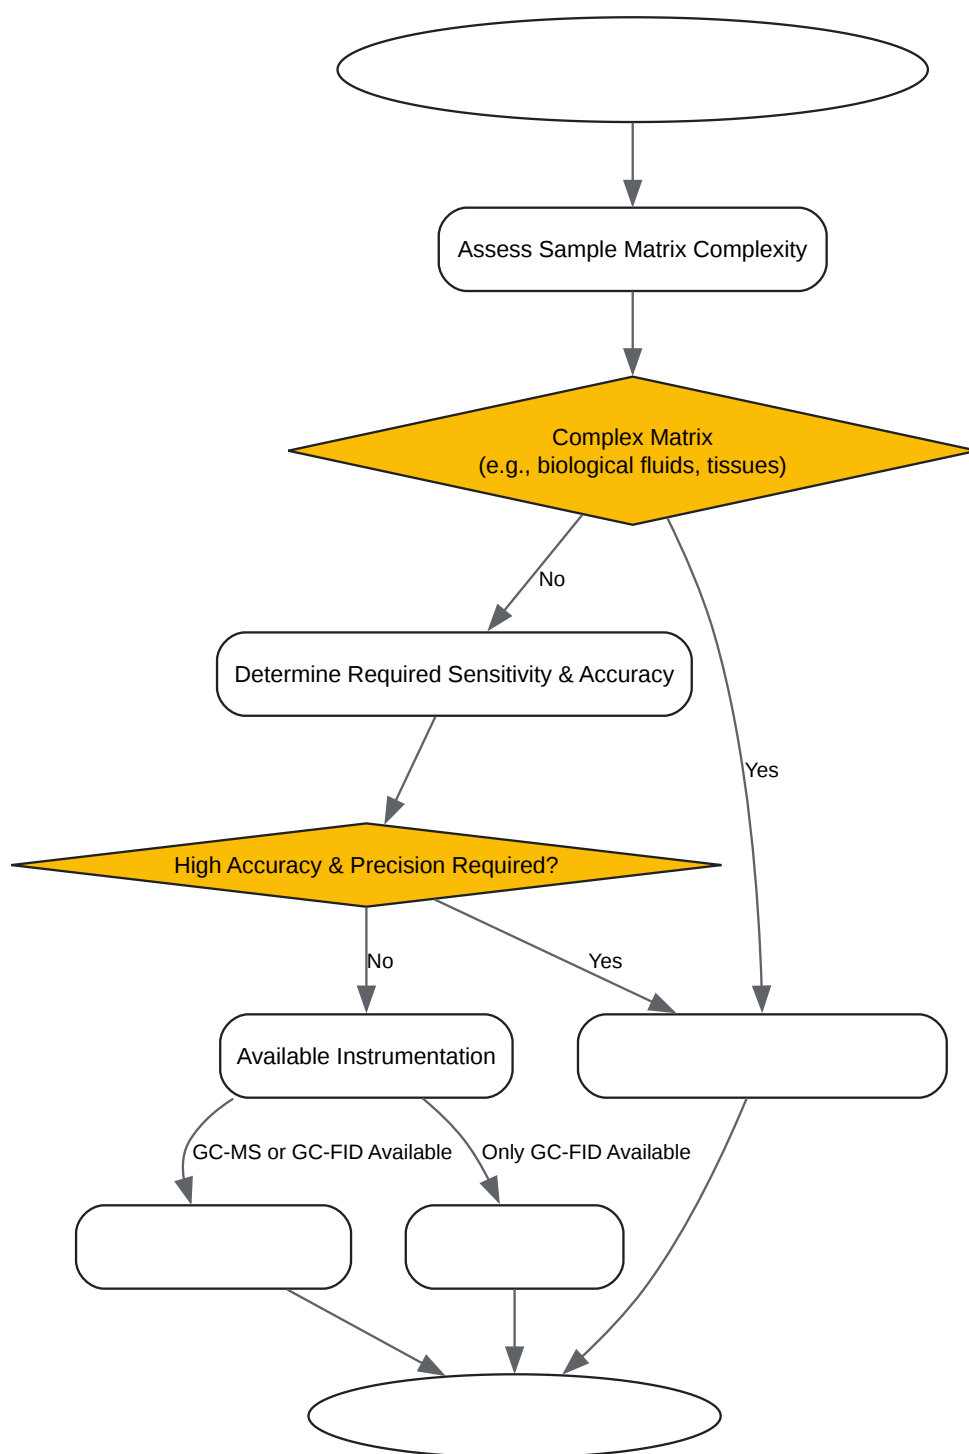 Assess Sample Matrix Complexity
Complex Matrix
(e.g., biological fluids, tissues)
No
Determine Required Sensitivity & Accuracy
Yes
High Accuracy & Precision Required?
No
Yes
Available Instrumentation
GC-MS or GC-FID Available
Only GC-FID Available